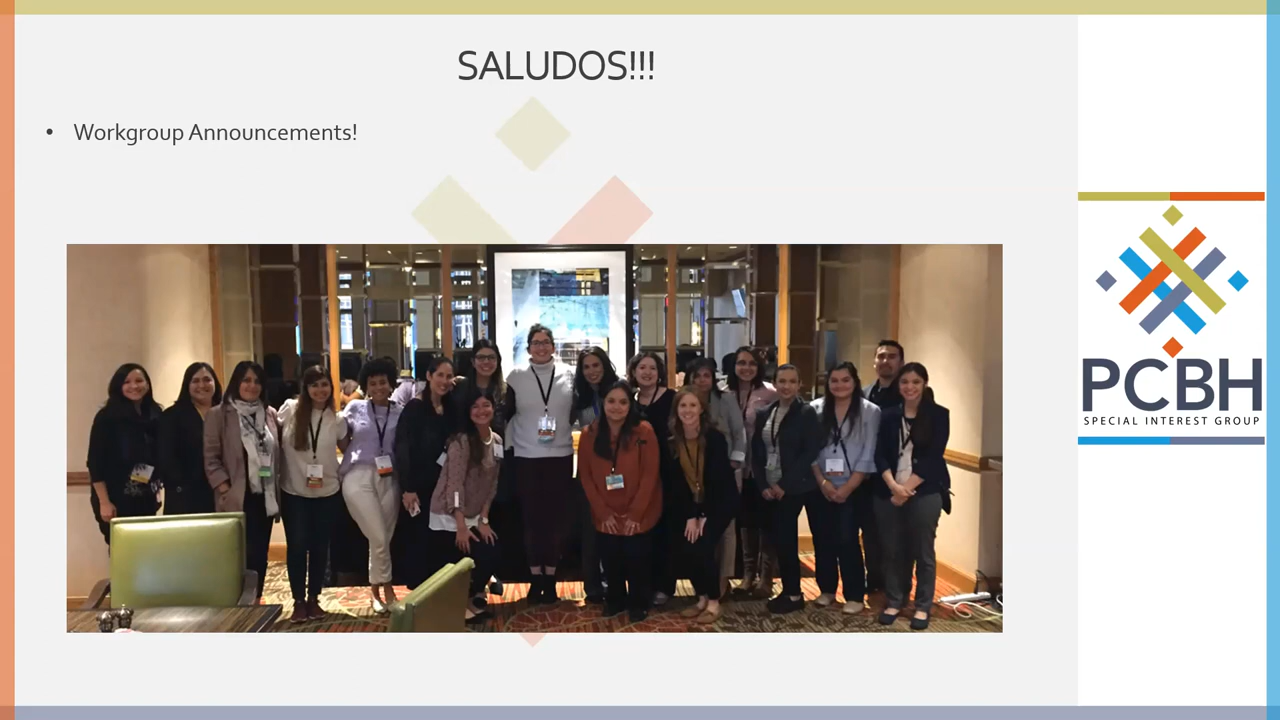 SALUDOS!!!
• Workgroup Announcements!
PCBH
SPECIAL INTEREST GROUP